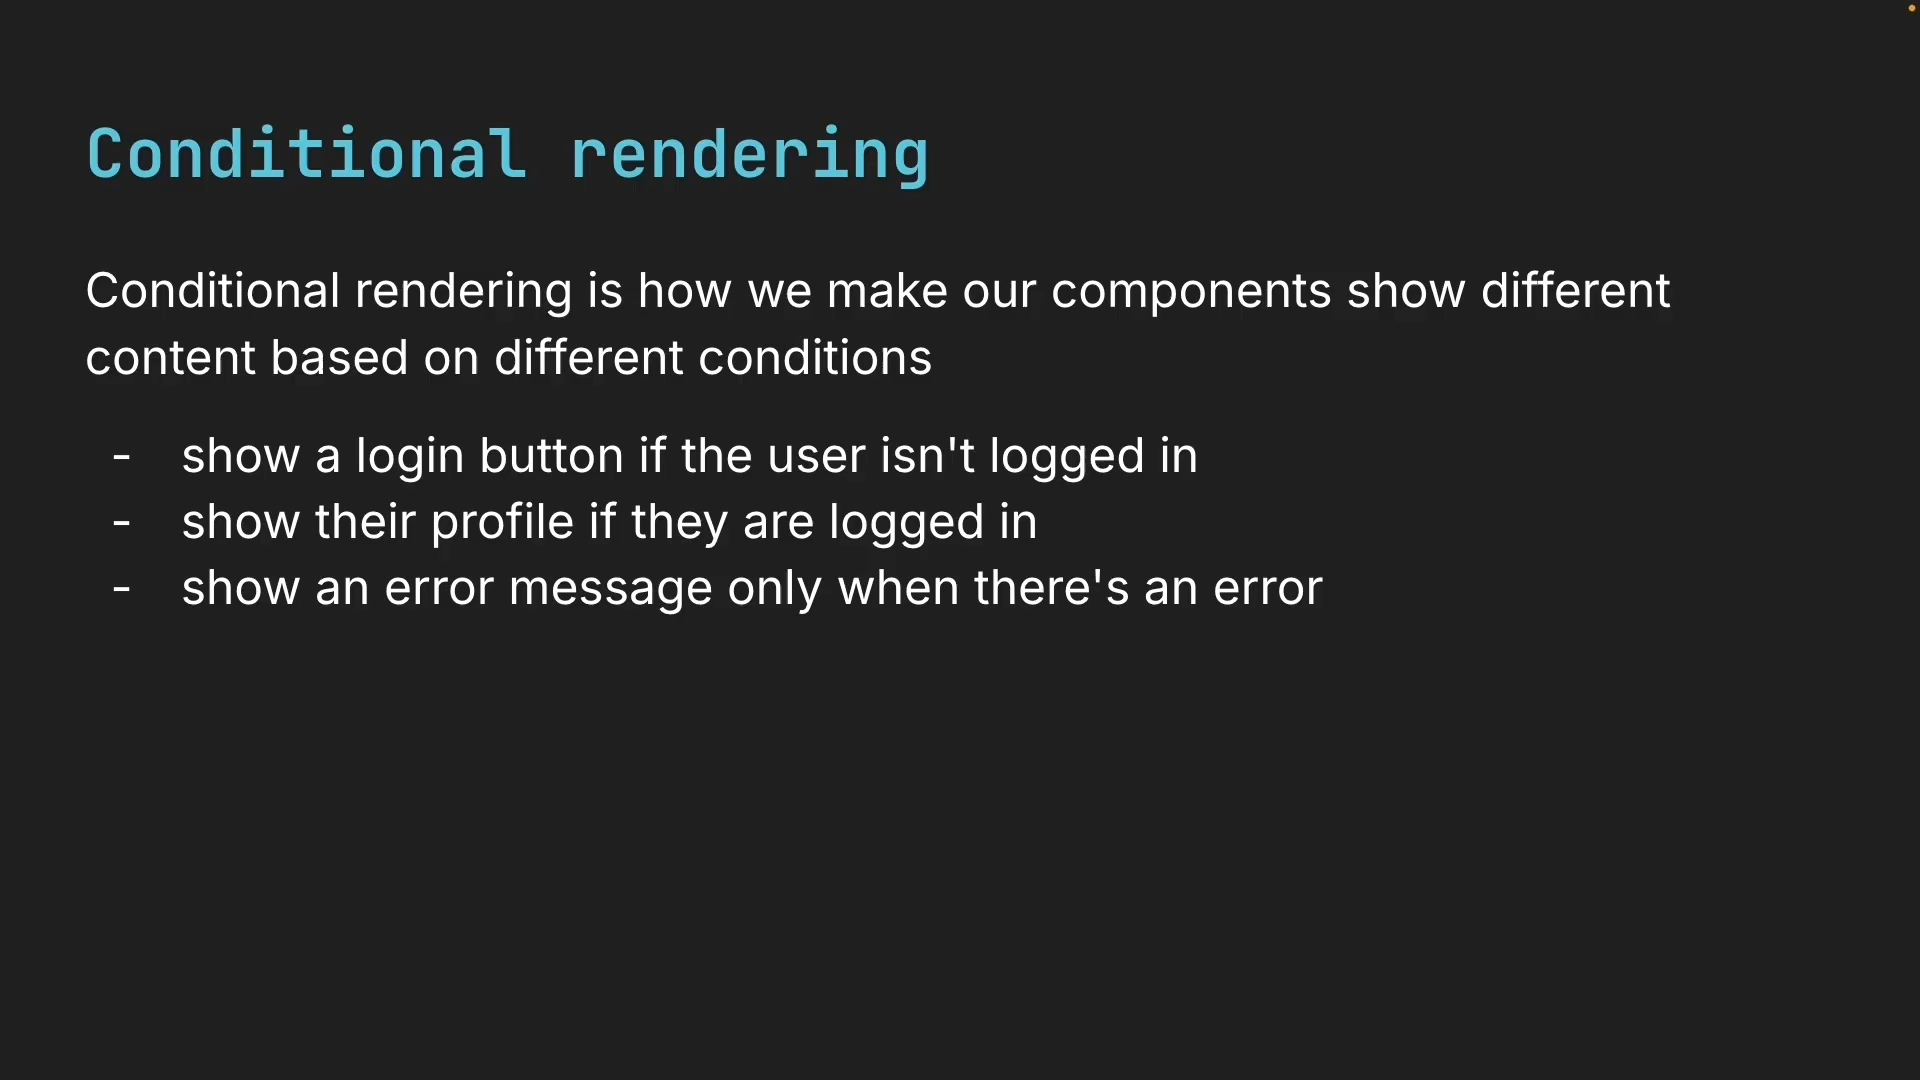 Conditional rendering
Conditional rendering is how we make our components show different
content based on different conditions
- show a login button if the user isn't logged in
- show their profile if they are logged in
- show an error message only when there's an error